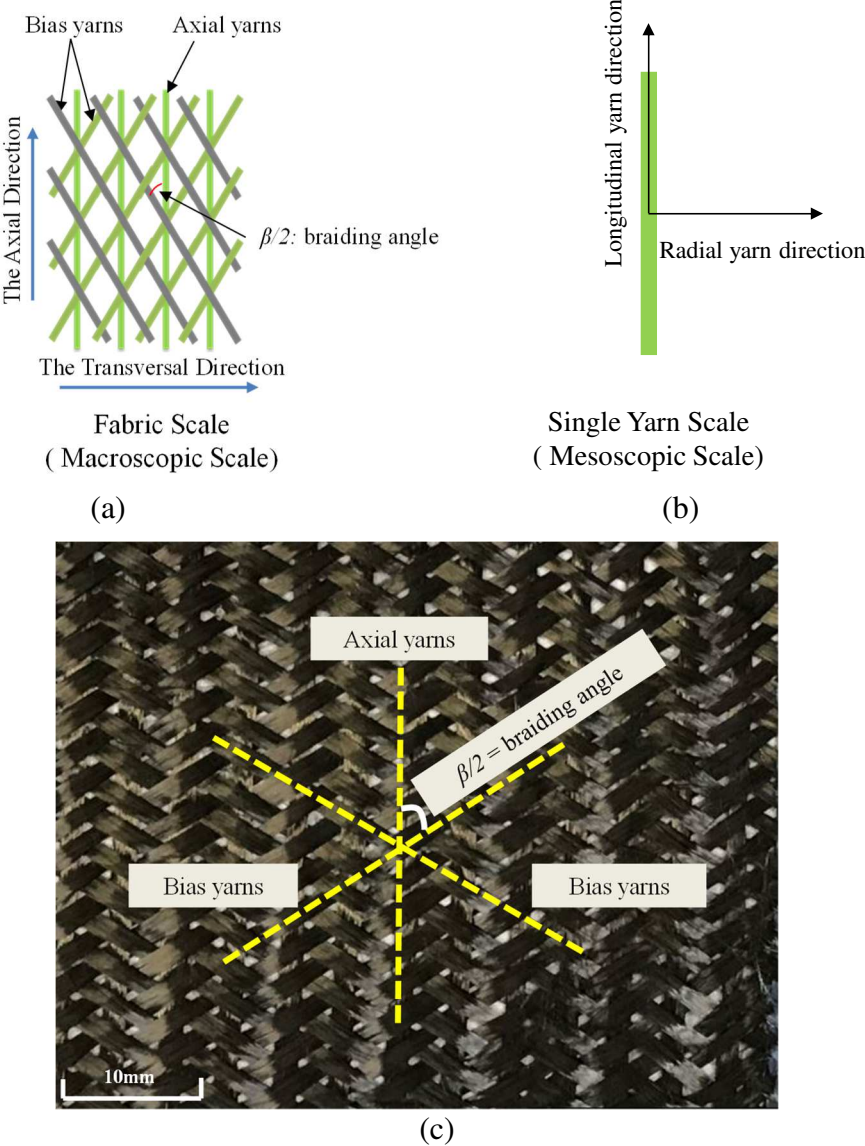 Bias yarns
Axial yarns
The Axial Direction
β/2: braiding angle
The Transversal Direction
Fabric Scale
( Macroscopic Scale)
(a)
Longitudinal yarn direction
Radial yarn direction
Single Yarn Scale
( Mesoscopic Scale)
(b)
Axial yarns
β/2 = braiding angle
Bias yarns
Bias yarns
10mm
(c)